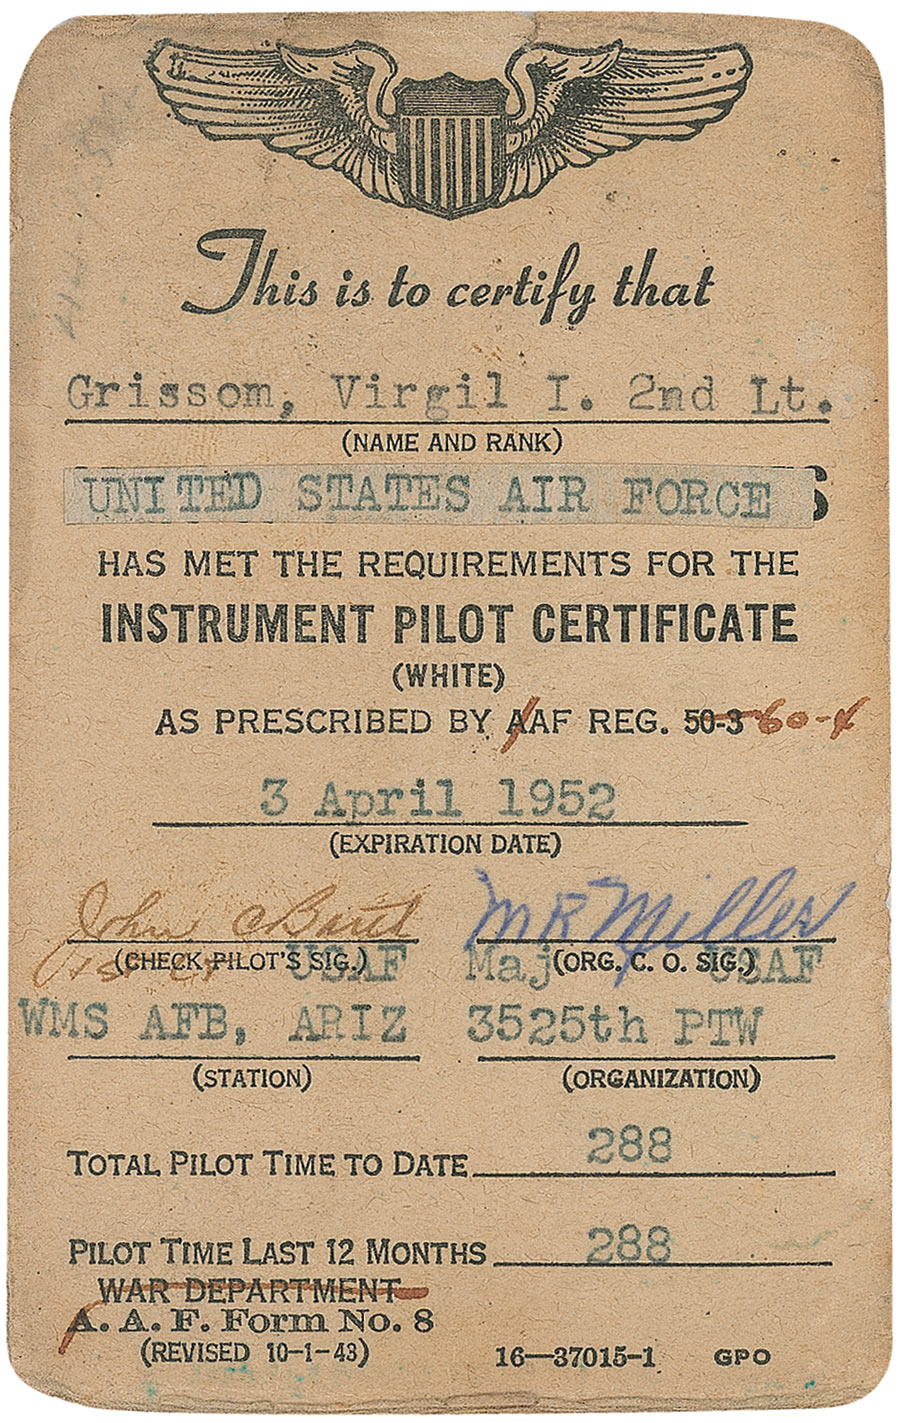 This is to certify that
Grissom, Virgil I. 2nd Lt.
(NAME AND RANK)
UNITED STATES AIR FORCE S
HAS MET THE REQUIREMENTS FOR THE
INSTRUMENT PILOT CERTIFICATE
(WHITE)
AS PRESCRIBED BY AAF REG. 50-3 60-4
3 April 1952
(EXPIRATION DATE)
John C M R Miller
(CHECK PILOT'S SIG.) USAF Maj (ORG. C. O. SIG.) USAF
WMS AFB, ARIZ 3525th PTW
(STATION) (ORGANIZATION)
TOTAL PILOT TIME TO DATE 288
PILOT TIME LAST 12 MONTHS 288
WAR DEPARTMENT
A. A. F. Form No. 8
(REVISED 10-1-43) 16—37015-1 GPO